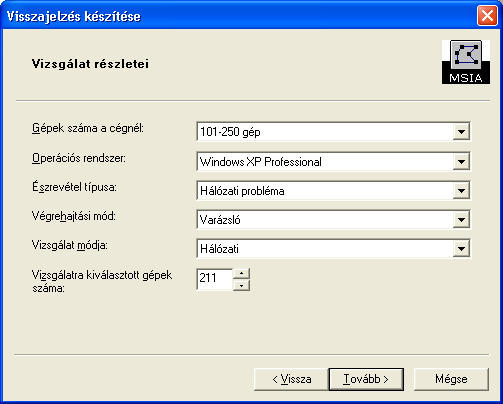 Visszajelzés készítése
Vizsgálat részletei
MSIA
Gépek száma a cégnél:
101-250 gép
Operációs rendszer:
Windows XP Professional
Észrevétel típusa:
Hálózati probléma
Végrehajtási mód:
Varázsló
Vizsgálat módja:
Hálózati
Vizsgálatra kiválasztott gépek
száma:
211
< Vissza
Tovább >
Mégse